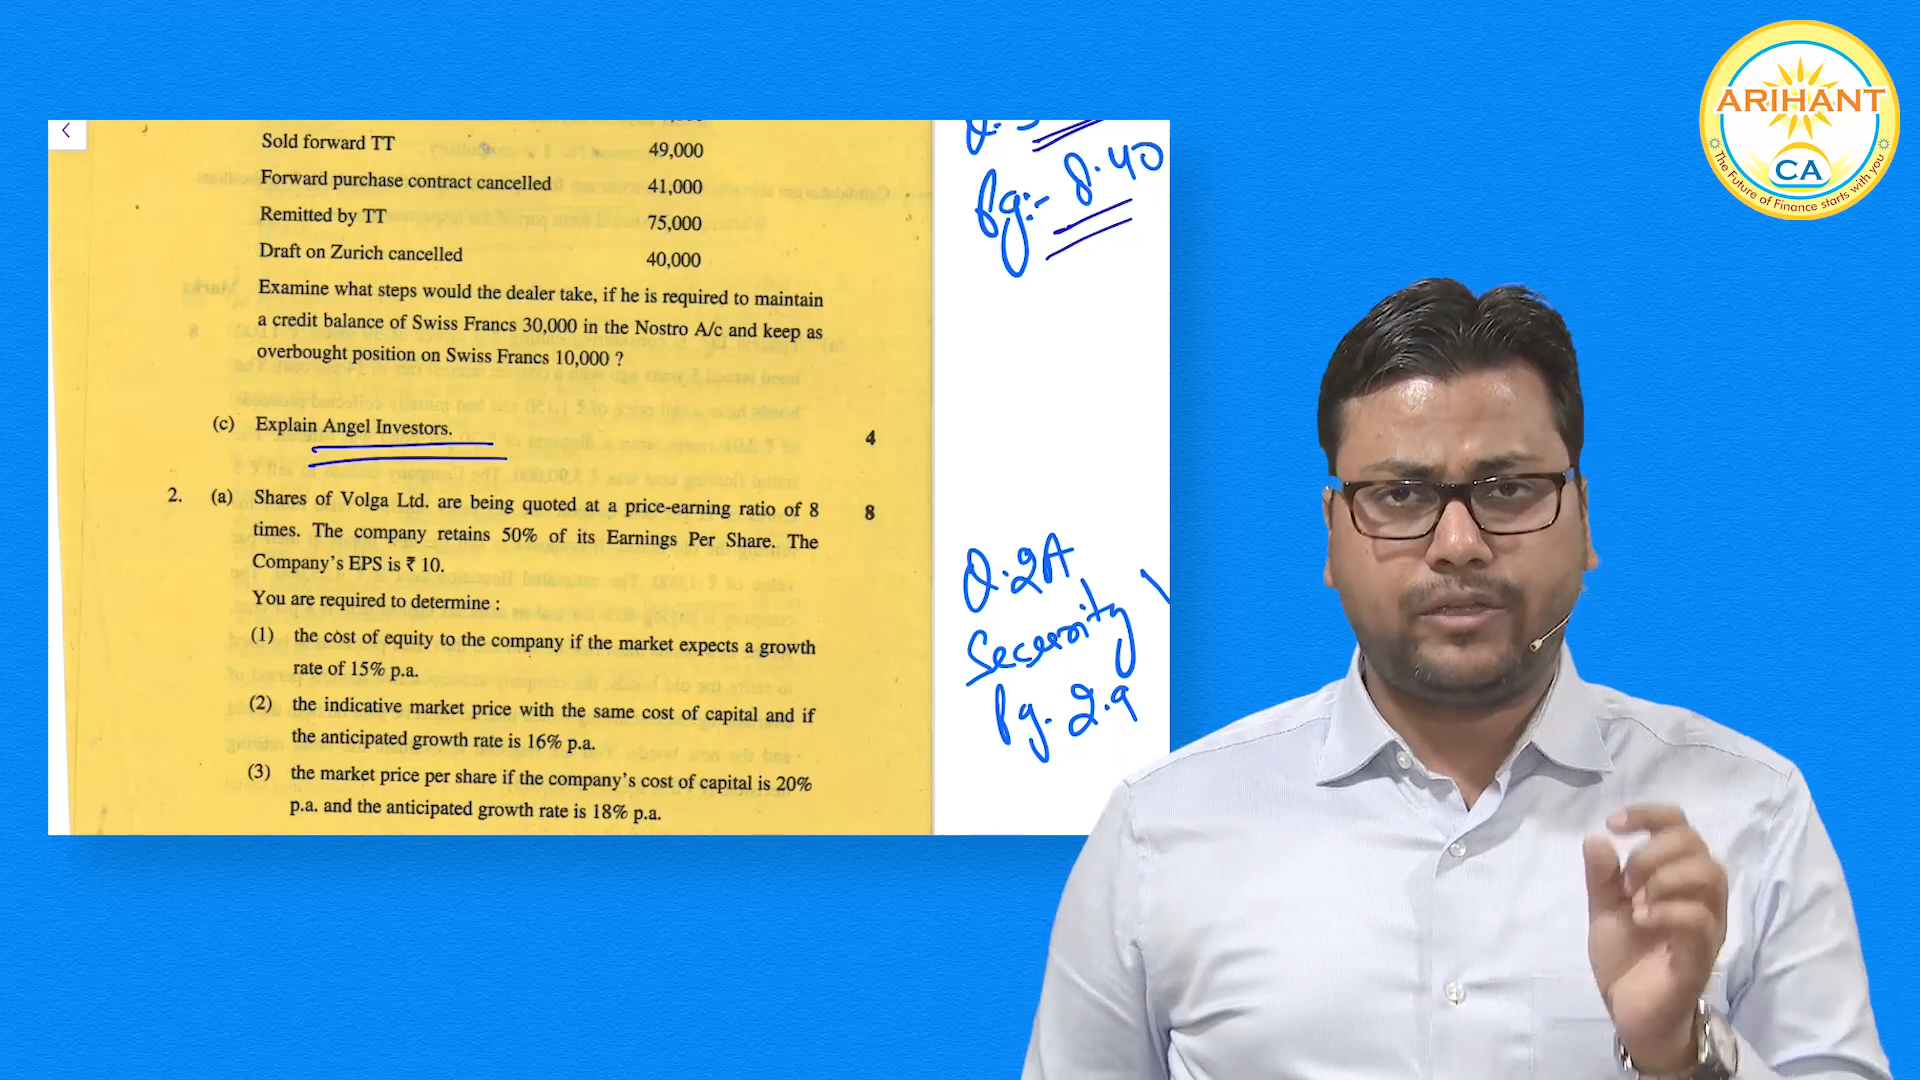 Sold forward TT 49,000
Forward purchase contract cancelled 41,000
Remitted by TT 75,000
Draft on Zurich cancelled 40,000
Examine what steps would the dealer take, if he is required to maintain
a credit balance of Swiss Francs 30,000 in the Nostro A/c and keep as
overbought position on Swiss Francs 10,000 ?
(c) Explain Angel Investors. 4
2. (a) Shares of Volga Ltd. are being quoted at a price-earning ratio of 8 8
times. The company retains 50% of its Earnings Per Share. The
Company's EPS is ₹ 10.
You are required to determine :
(1) the cost of equity to the company if the market expects a growth
rate of 15% p.a.
(2) the indicative market price with the same cost of capital and if
the anticipated growth rate is 16% p.a.
(3) the market price per share if the company's cost of capital is 20%
p.a. and the anticipated growth rate is 18% p.a.
Pg:- 8.40
Q.2A
Security
Pg. 2.9
ARIHANT
CA
The Future of Finance starts with you